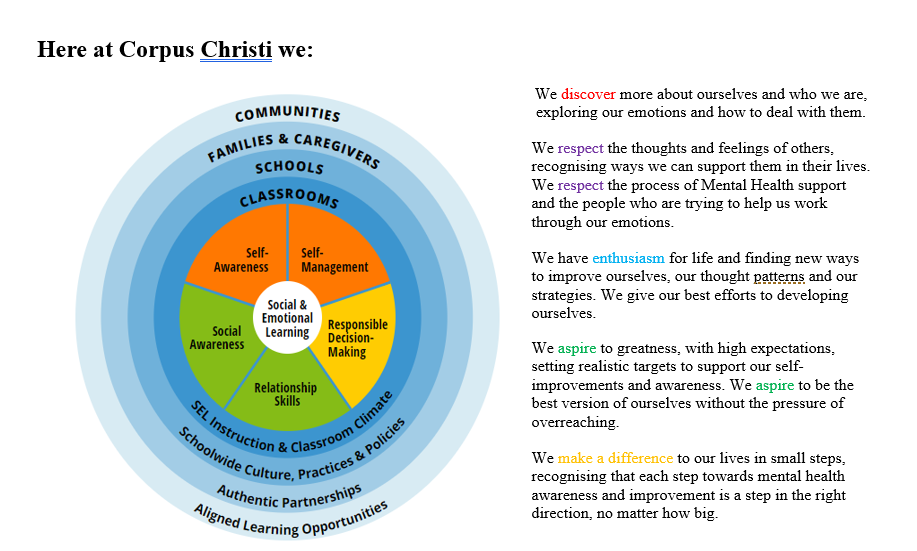 Here at Corpus Christi we:
COMMUNITIES
FAMILIES & CAREGIVERS
SCHOOLS
CLASSROOMS
Self-
Awareness
Self-
Management
Social &
Emotional
Learning
Social
Awareness
Responsible
Decision-
Making
Relationship
Skills
SEL Instruction & Classroom Climate
Schoolwide Culture, Practices & Policies
Authentic Partnerships
Aligned Learning Opportunities
We discover more about ourselves and who we are,
exploring our emotions and how to deal with them.
We respect the thoughts and feelings of others,
recognising ways we can support them in their lives.
We respect the process of Mental Health support
and the people who are trying to help us work
through our emotions.
We have enthusiasm for life and finding new ways
to improve ourselves, our thought patterns and our
strategies. We give our best efforts to developing
ourselves.
We aspire to greatness, with high expectations,
setting realistic targets to support our self-
improvements and awareness. We aspire to be the
best version of ourselves without the pressure of
overreaching.
We make a difference to our lives in small steps,
recognising that each step towards mental health
awareness and improvement is a step in the right
direction, no matter how big.